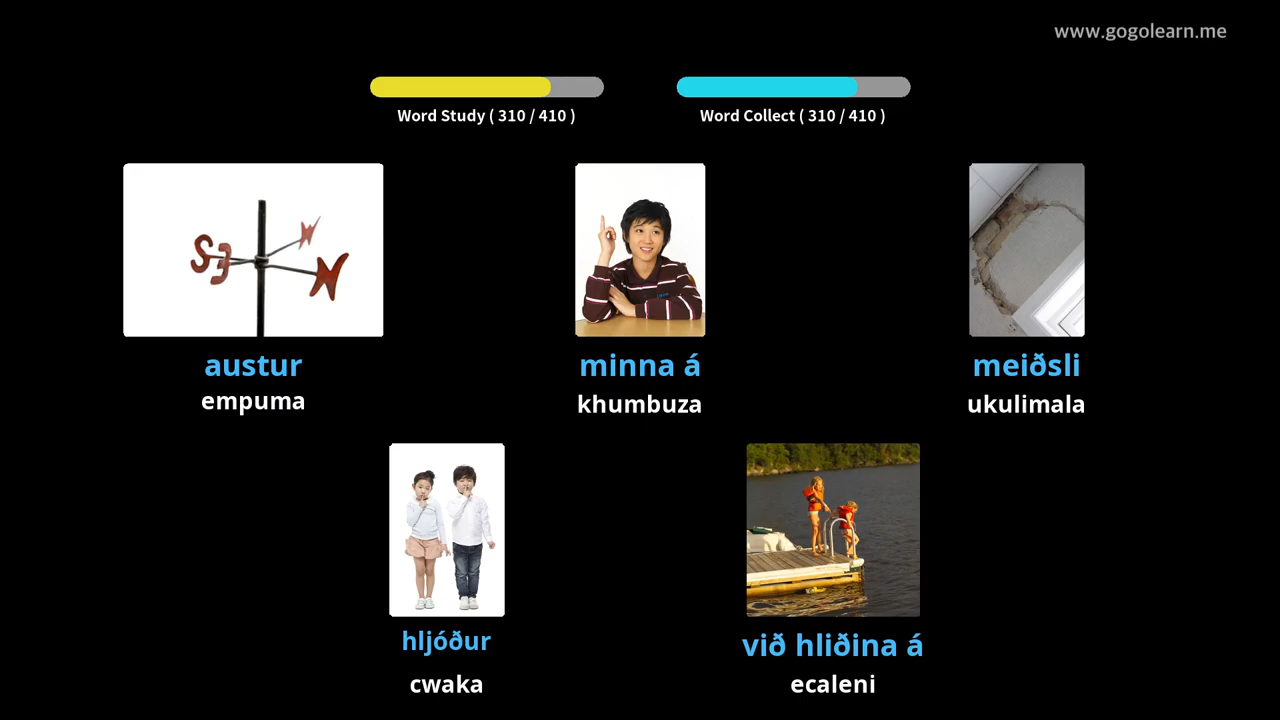 www.gogolearn.me
Word Study ( 310 / 410 )
Word Collect ( 310 / 410 )
S
E
N
austur
empuma
minna á
khumbuza
meiðsli
ukulimala
hljóður
cwaka
við hliðina á
ecaleni